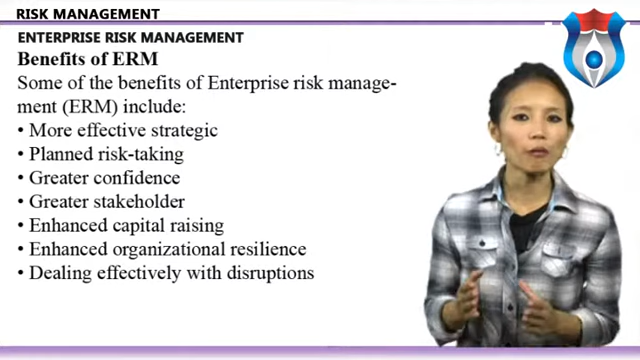 RISK MANAGEMENT
ENTERPRISE RISK MANAGEMENT
Benefits of ERM
Some of the benefits of Enterprise risk manage-
ment (ERM) include:
• More effective strategic
• Planned risk-taking
• Greater confidence
• Greater stakeholder
• Enhanced capital raising
• Enhanced organizational resilience
• Dealing effectively with disruptions